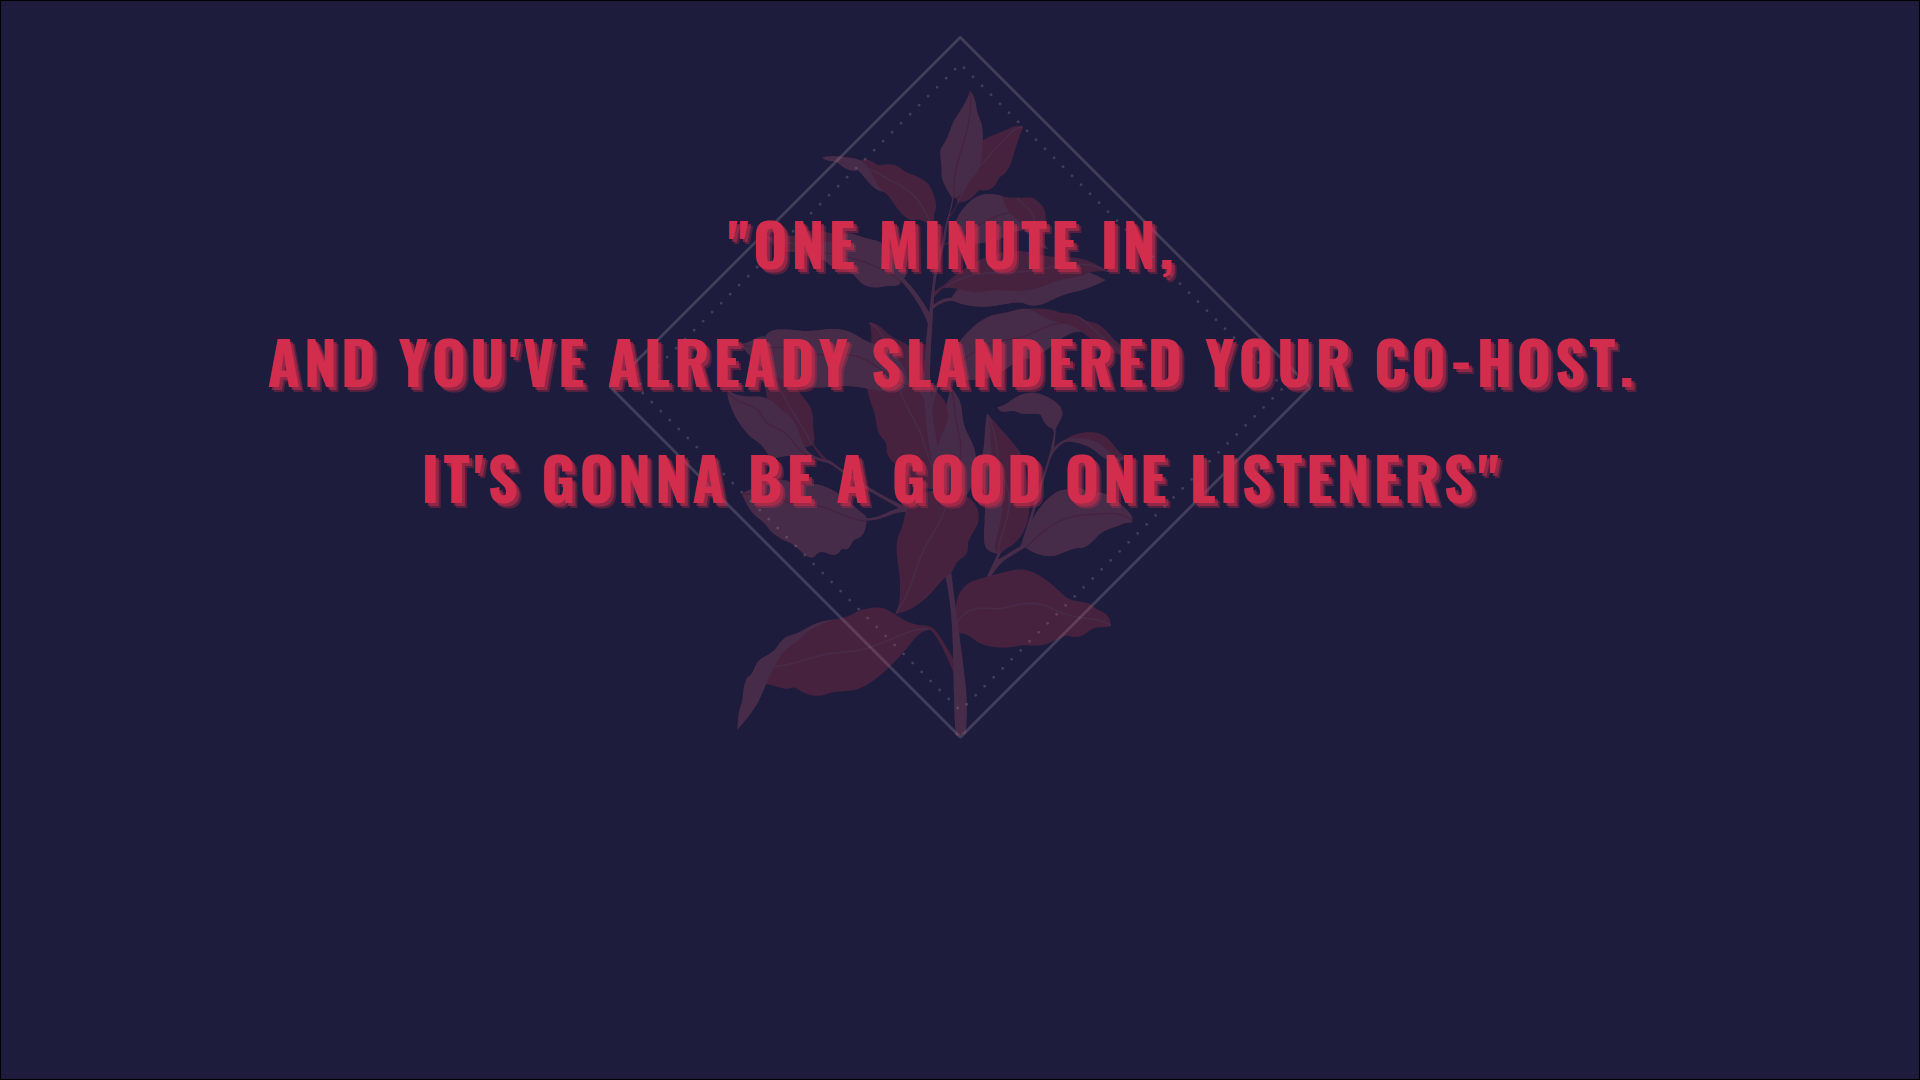 "ONE MINUTE IN,
AND YOU'VE ALREADY SLANDERED YOUR CO-HOST.
IT'S GONNA BE A GOOD ONE LISTENERS"